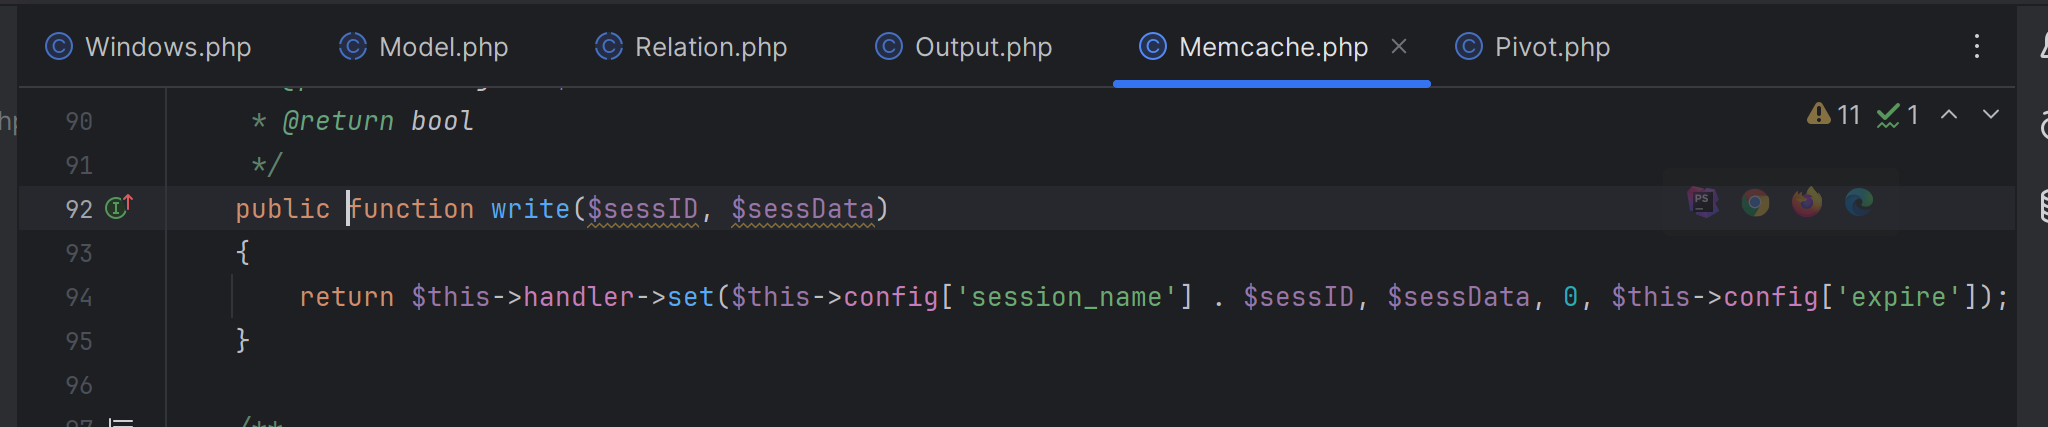 Windows.php Model.php Relation.php Output.php Memcache.php Pivot.php
90 * @return bool
11 1
91 */
92 public function write($sessID, $sessData)
PS
93 {
94 return $this->handler->set($this->config['session_name'] . $sessID, $sessData, 0, $this->config['expire']);
95 }
96
97 /**